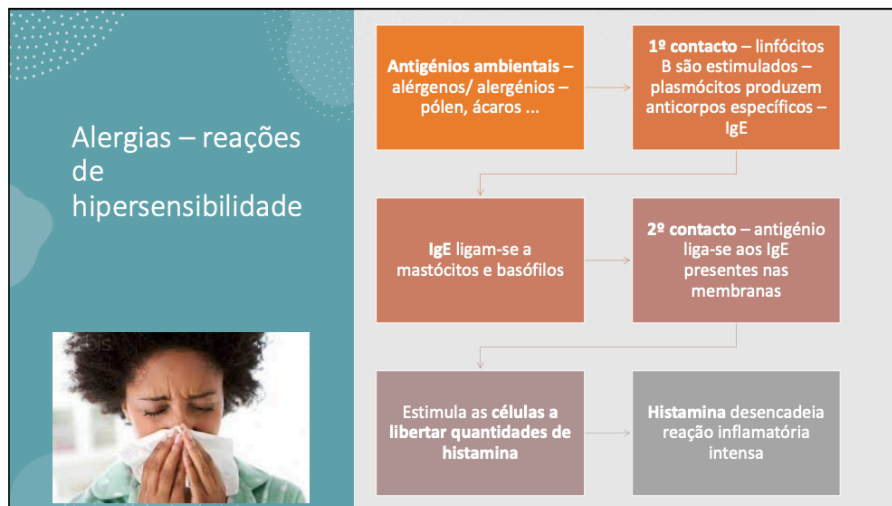 Alergias – reações
de
hipersensibilidade
Antigénios ambientais –
alérgenos/ alergénios –
pólen, ácaros ...
1º contacto – linfócitos
B são estimulados –
plasmócitos produzem
anticorpos específicos –
IgE
IgE ligam-se a
mastócitos e basófilos
2º contacto – antigénio
liga-se aos IgE
presentes nas
membranas
Estimula as células a
libertar quantidades de
histamina
Histamina desencadeia
reação inflamatória
intensa